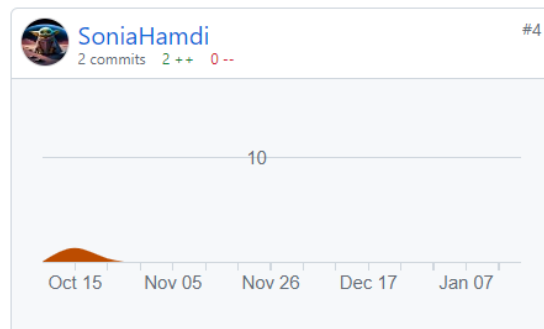 SoniaHamdi
#4
2 commits 2 ++ 0 --
10
Oct 15 Nov 05 Nov 26 Dec 17 Jan 07